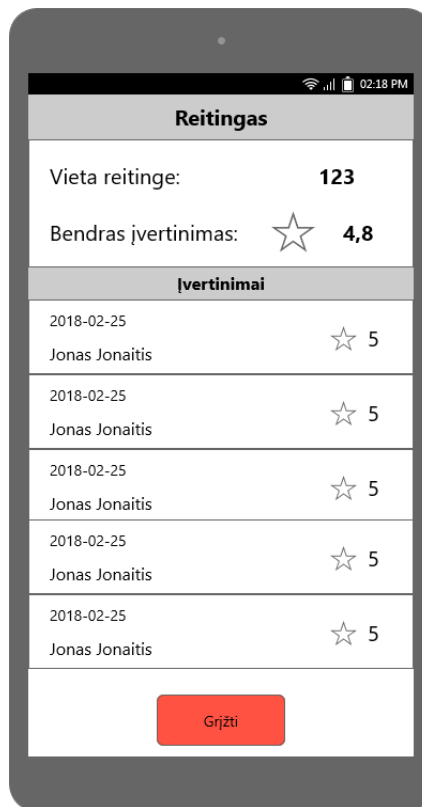 02:18 PM
Reitingas
Vieta reitinge: 123
Bendras įvertinimas: 4,8
Įvertinimai
2018-02-25
Jonas Jonaitis 5
2018-02-25
Jonas Jonaitis 5
2018-02-25
Jonas Jonaitis 5
2018-02-25
Jonas Jonaitis 5
2018-02-25
Jonas Jonaitis 5
Grįžti